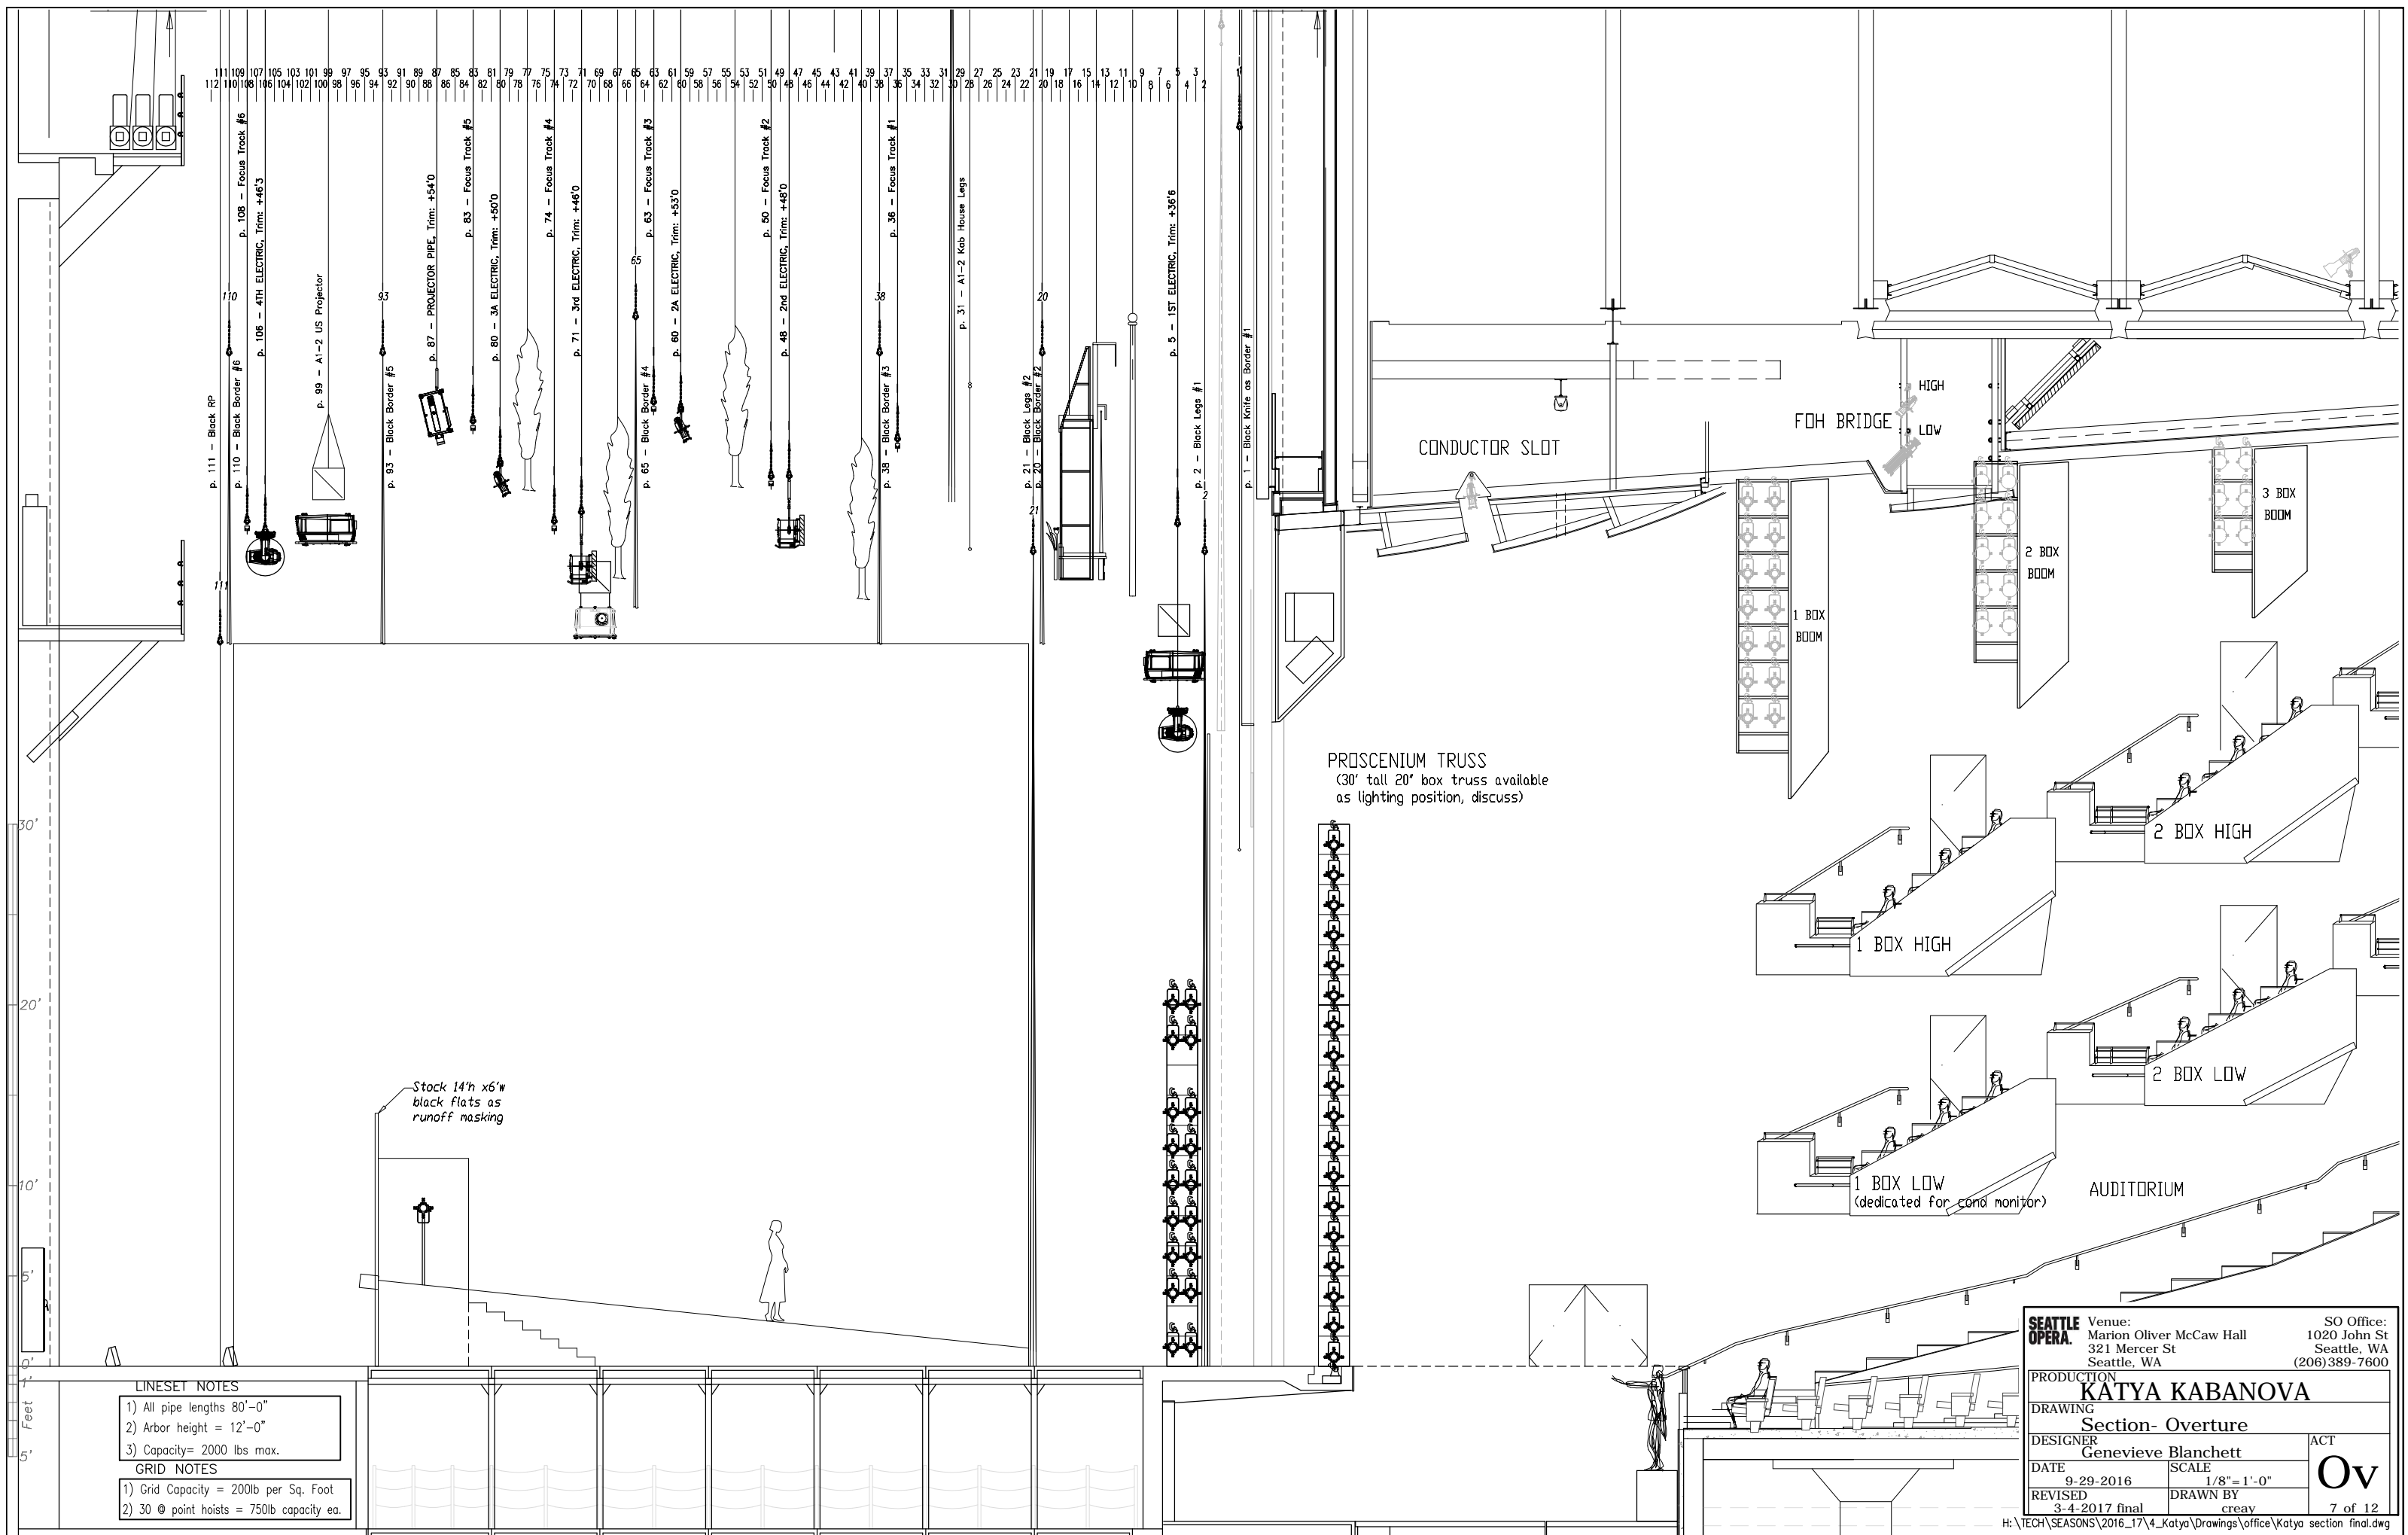 111 109 107 105 103 101 99 97 95 93 91 89 87 85 83 81 79 77 75 73 71 69 67 65 63 61 59 57 55 53 51 49 47 45 43 41 39 37 35 33 31 29 27 25 23 21 19 17 15 13 11 9 7 5 3 1
112 110 108 106 104 102 100 98 96 94 92 90 88 86 84 82 80 78 76 74 72 70 68 66 64 62 60 58 56 54 52 50 48 46 44 42 40 38 36 34 32 30 28 26 24 22 20 18 16 14 12 10 8 6 4 2
p. 111 - Black RP
p. 110 - Black Border #6
p. 108 - Focus Track #6
p. 106 - 4TH ELECTRIC, Trim: +46'3
p. 99 - A1-2 US Projector
p. 93 - Black Border #5
p. 87 - PROJECTOR PIPE, Trim: +54'0
p. 83 - Focus Track #5
p. 80 - 3A ELECTRIC, Trim: +50'0
p. 74 - Focus Track #4
p. 71 - 3rd ELECTRIC, Trim: +46'0
p. 65 - Black Border #4
p. 63 - Focus Track #3
p. 60 - 2A ELECTRIC, Trim: +53'0
p. 50 - Focus Track #2
p. 48 - 2nd ELECTRIC, Trim: +48'0
p. 38 - Black Border #3
p. 36 - Focus Track #1
p. 31 - A1-2 Kab House Legs
p. 21 - Black Legs #2
p. 20 - Black Border #2
p. 5 - 1ST ELECTRIC, Trim: +36'6
p. 2 - Black Legs #1
p. 1 - Black Knife as Border #1
110
93
65
38
20
8
21
2
111
CONDUCTOR SLOT
FOH BRIDGE
HIGH
LOW
1 BOX
BOOM
2 BOX
BOOM
3 BOX
BOOM
PROSCENIUM TRUSS
(30' tall 20" box truss available
as lighting position, discuss)
30'
20'
10'
5'
0'
1'
5'
Feet
Stock 14'h x6'w
black flats as
runoff masking
2 BOX HIGH
1 BOX HIGH
2 BOX LOW
1 BOX LOW
(dedicated for cond monitor)
AUDITORIUM
LINESET NOTES
1) All pipe lengths 80'-0"
2) Arbor height = 12'-0"
3) Capacity= 2000 lbs max.
GRID NOTES
1) Grid Capacity = 200lb per Sq. Foot
2) 30 @ point hoists = 750lb capacity ea.
SEATTLE
OPERA.
Venue:
Marion Oliver McCaw Hall
321 Mercer St
Seattle, WA
SO Office:
1020 John St
Seattle, WA
(206)389-7600
PRODUCTION
KATYA KABANOVA
DRAWING
Section- Overture
DESIGNER
Genevieve Blanchett
ACT
Ov
DATE
9-29-2016
SCALE
1/8"=1'-0"
REVISED
3-4-2017 final
DRAWN BY
creay
7 of 12
H:\TECH\SEASONS\2016_17\4_Katya\Drawings\office\Katya section final.dwg